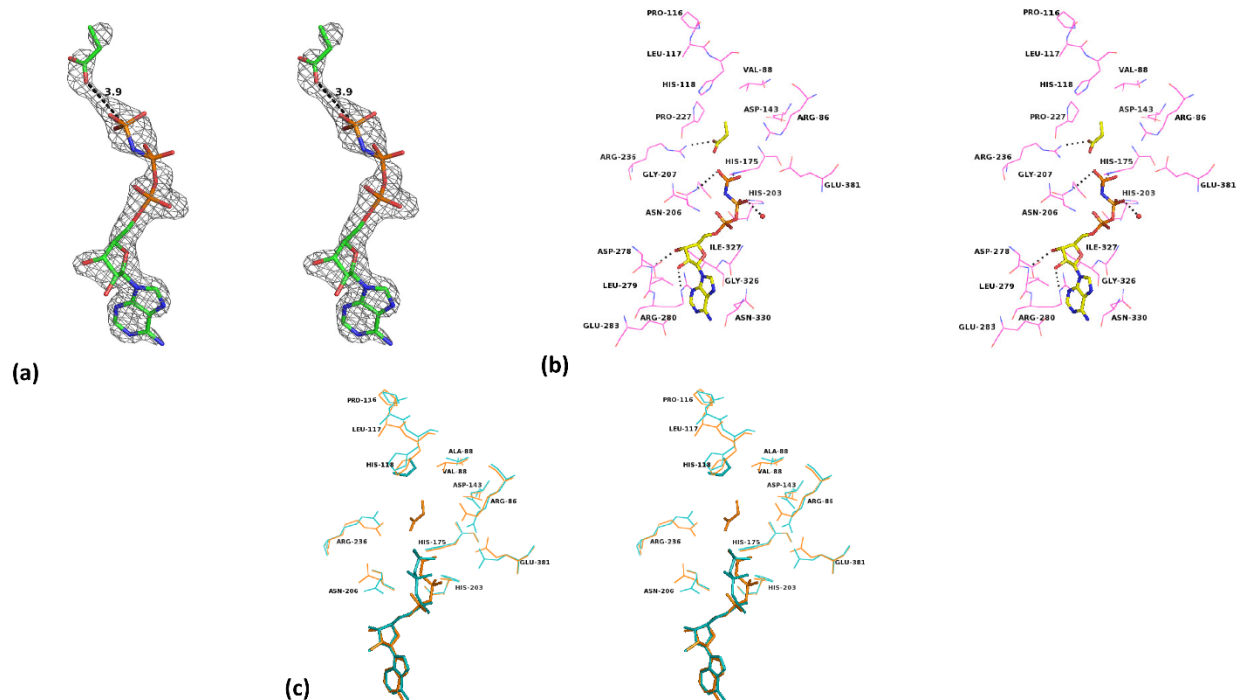 3.9
3.9
(a)
PRO-116
LEU-117
HIS-118
VAL-88
PRO-227
ASP-143
ARG-86
ARG-236
HIS-175
GLY-207
GLU-381
ASN-206
HIS-203
ASP-278
ILE-327
LEU-279
GLY-326
GLU-283
ARG-280
ASN-330
PRO-116
LEU-117
HIS-118
VAL-88
PRO-227
ASP-143
ARG-86
ARG-236
HIS-175
GLY-207
GLU-381
ASN-206
HIS-203
ASP-278
ILE-327
LEU-279
GLY-326
GLU-283
ARG-280
ASN-330
(b)
PRO-116
LEU-117
HIS-118
ALA-88
VAL-88
ASP-143
ARG-86
ARG-236
HIS-175
GLU-381
ASN-206
HIS-203
PRO-116
LEU-117
HIS-118
ALA-88
VAL-88
ASP-143
ARG-86
ARG-236
HIS-175
GLU-381
ASN-206
HIS-203
(c)